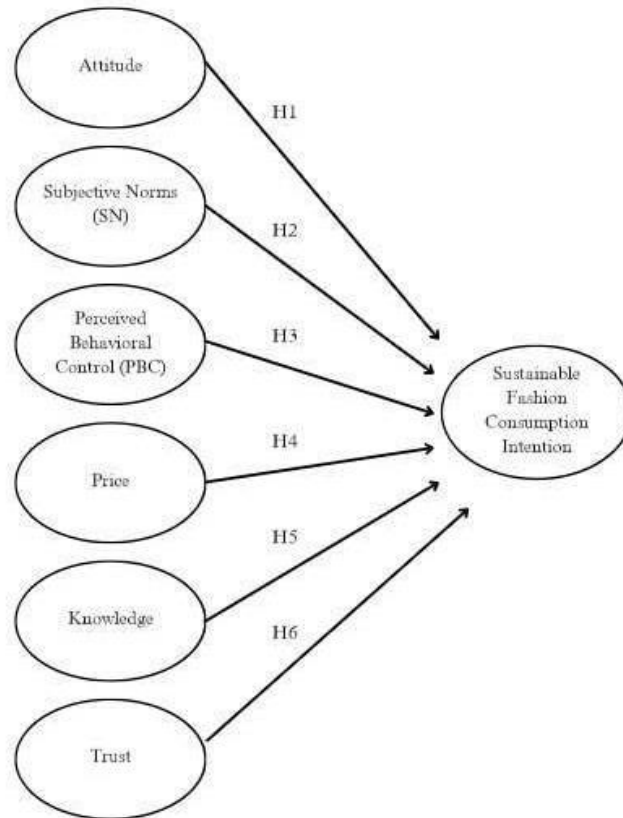 Attitude
H1
Subjective Norms
(SN)
H2
Perceived
Behavioral
Control (PBC)
H3
Sustainable
Fashion
Consumption
Intention
Price
H4
Knowledge
H5
Trust
H6